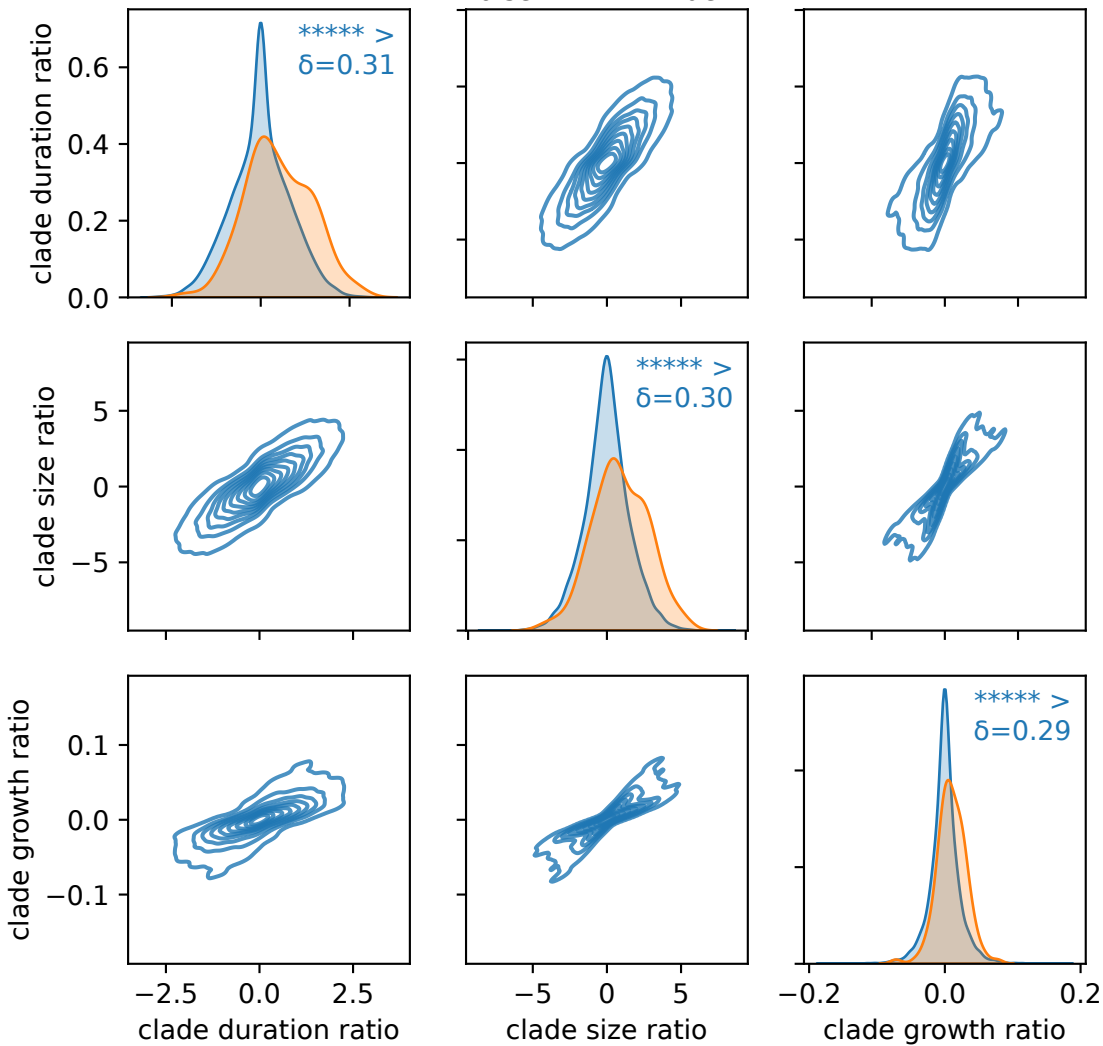 clade duration ratio
0.6
0.4
0.2
0.0
***** >
δ=0.31
clade size ratio
5
0
−5
***** >
δ=0.30
clade growth ratio
0.1
0.0
−0.1
***** >
δ=0.29
−2.5 0.0 2.5
−5 0 5
−0.2 0.0 0.2
clade duration ratio
clade size ratio
clade growth ratio